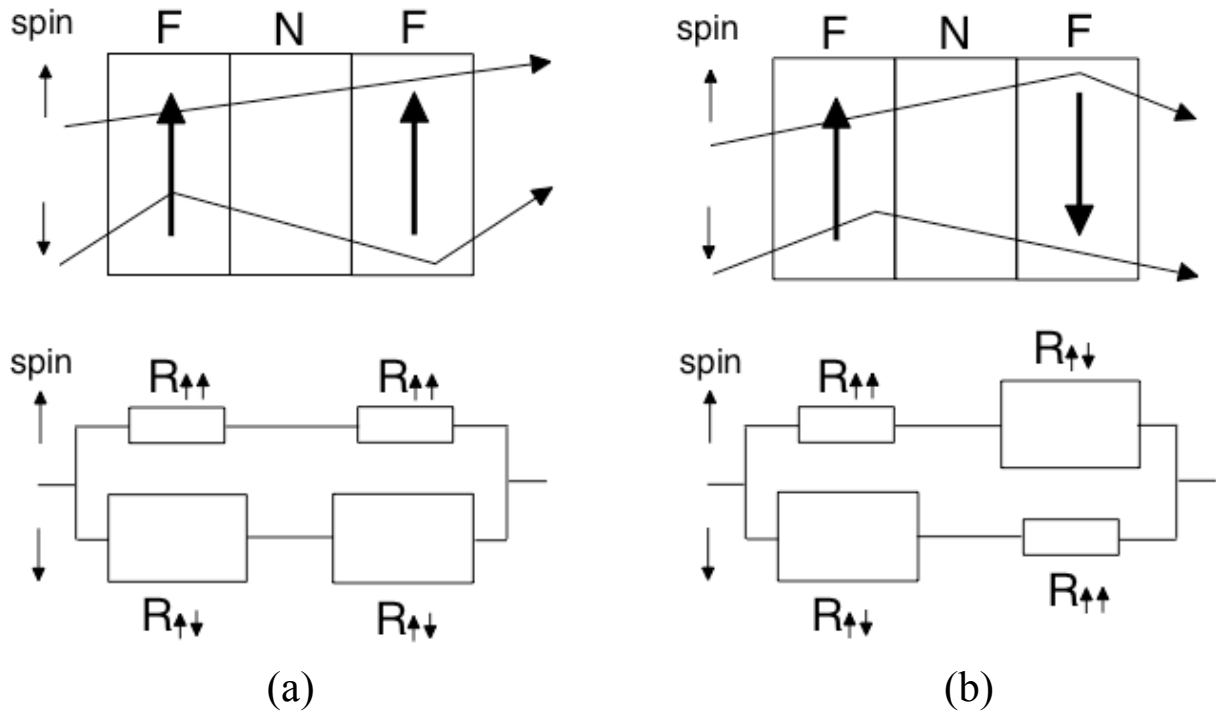 spin F N F
spin F N F
spin R↑↑ R↑↑
R↑↓ R↑↓
spin R↑↑ R↑↓
R↑↓ R↑↑
(a) (b)